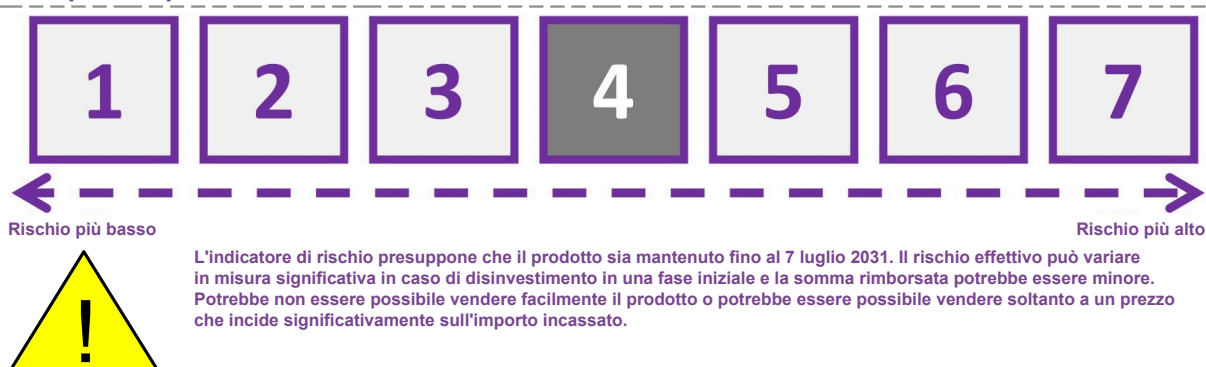 1 2 3 4 5 6 7
Rischio più basso Rischio più alto
L'indicatore di rischio presuppone che il prodotto sia mantenuto fino al 7 luglio 2031. Il rischio effettivo può variare
in misura significativa in caso di disinvestimento in una fase iniziale e la somma rimborsata potrebbe essere minore.
Potrebbe non essere possibile vendere facilmente il prodotto o potrebbe essere possibile vendere soltanto a un prezzo
che incide significativamente sull'importo incassato.
!